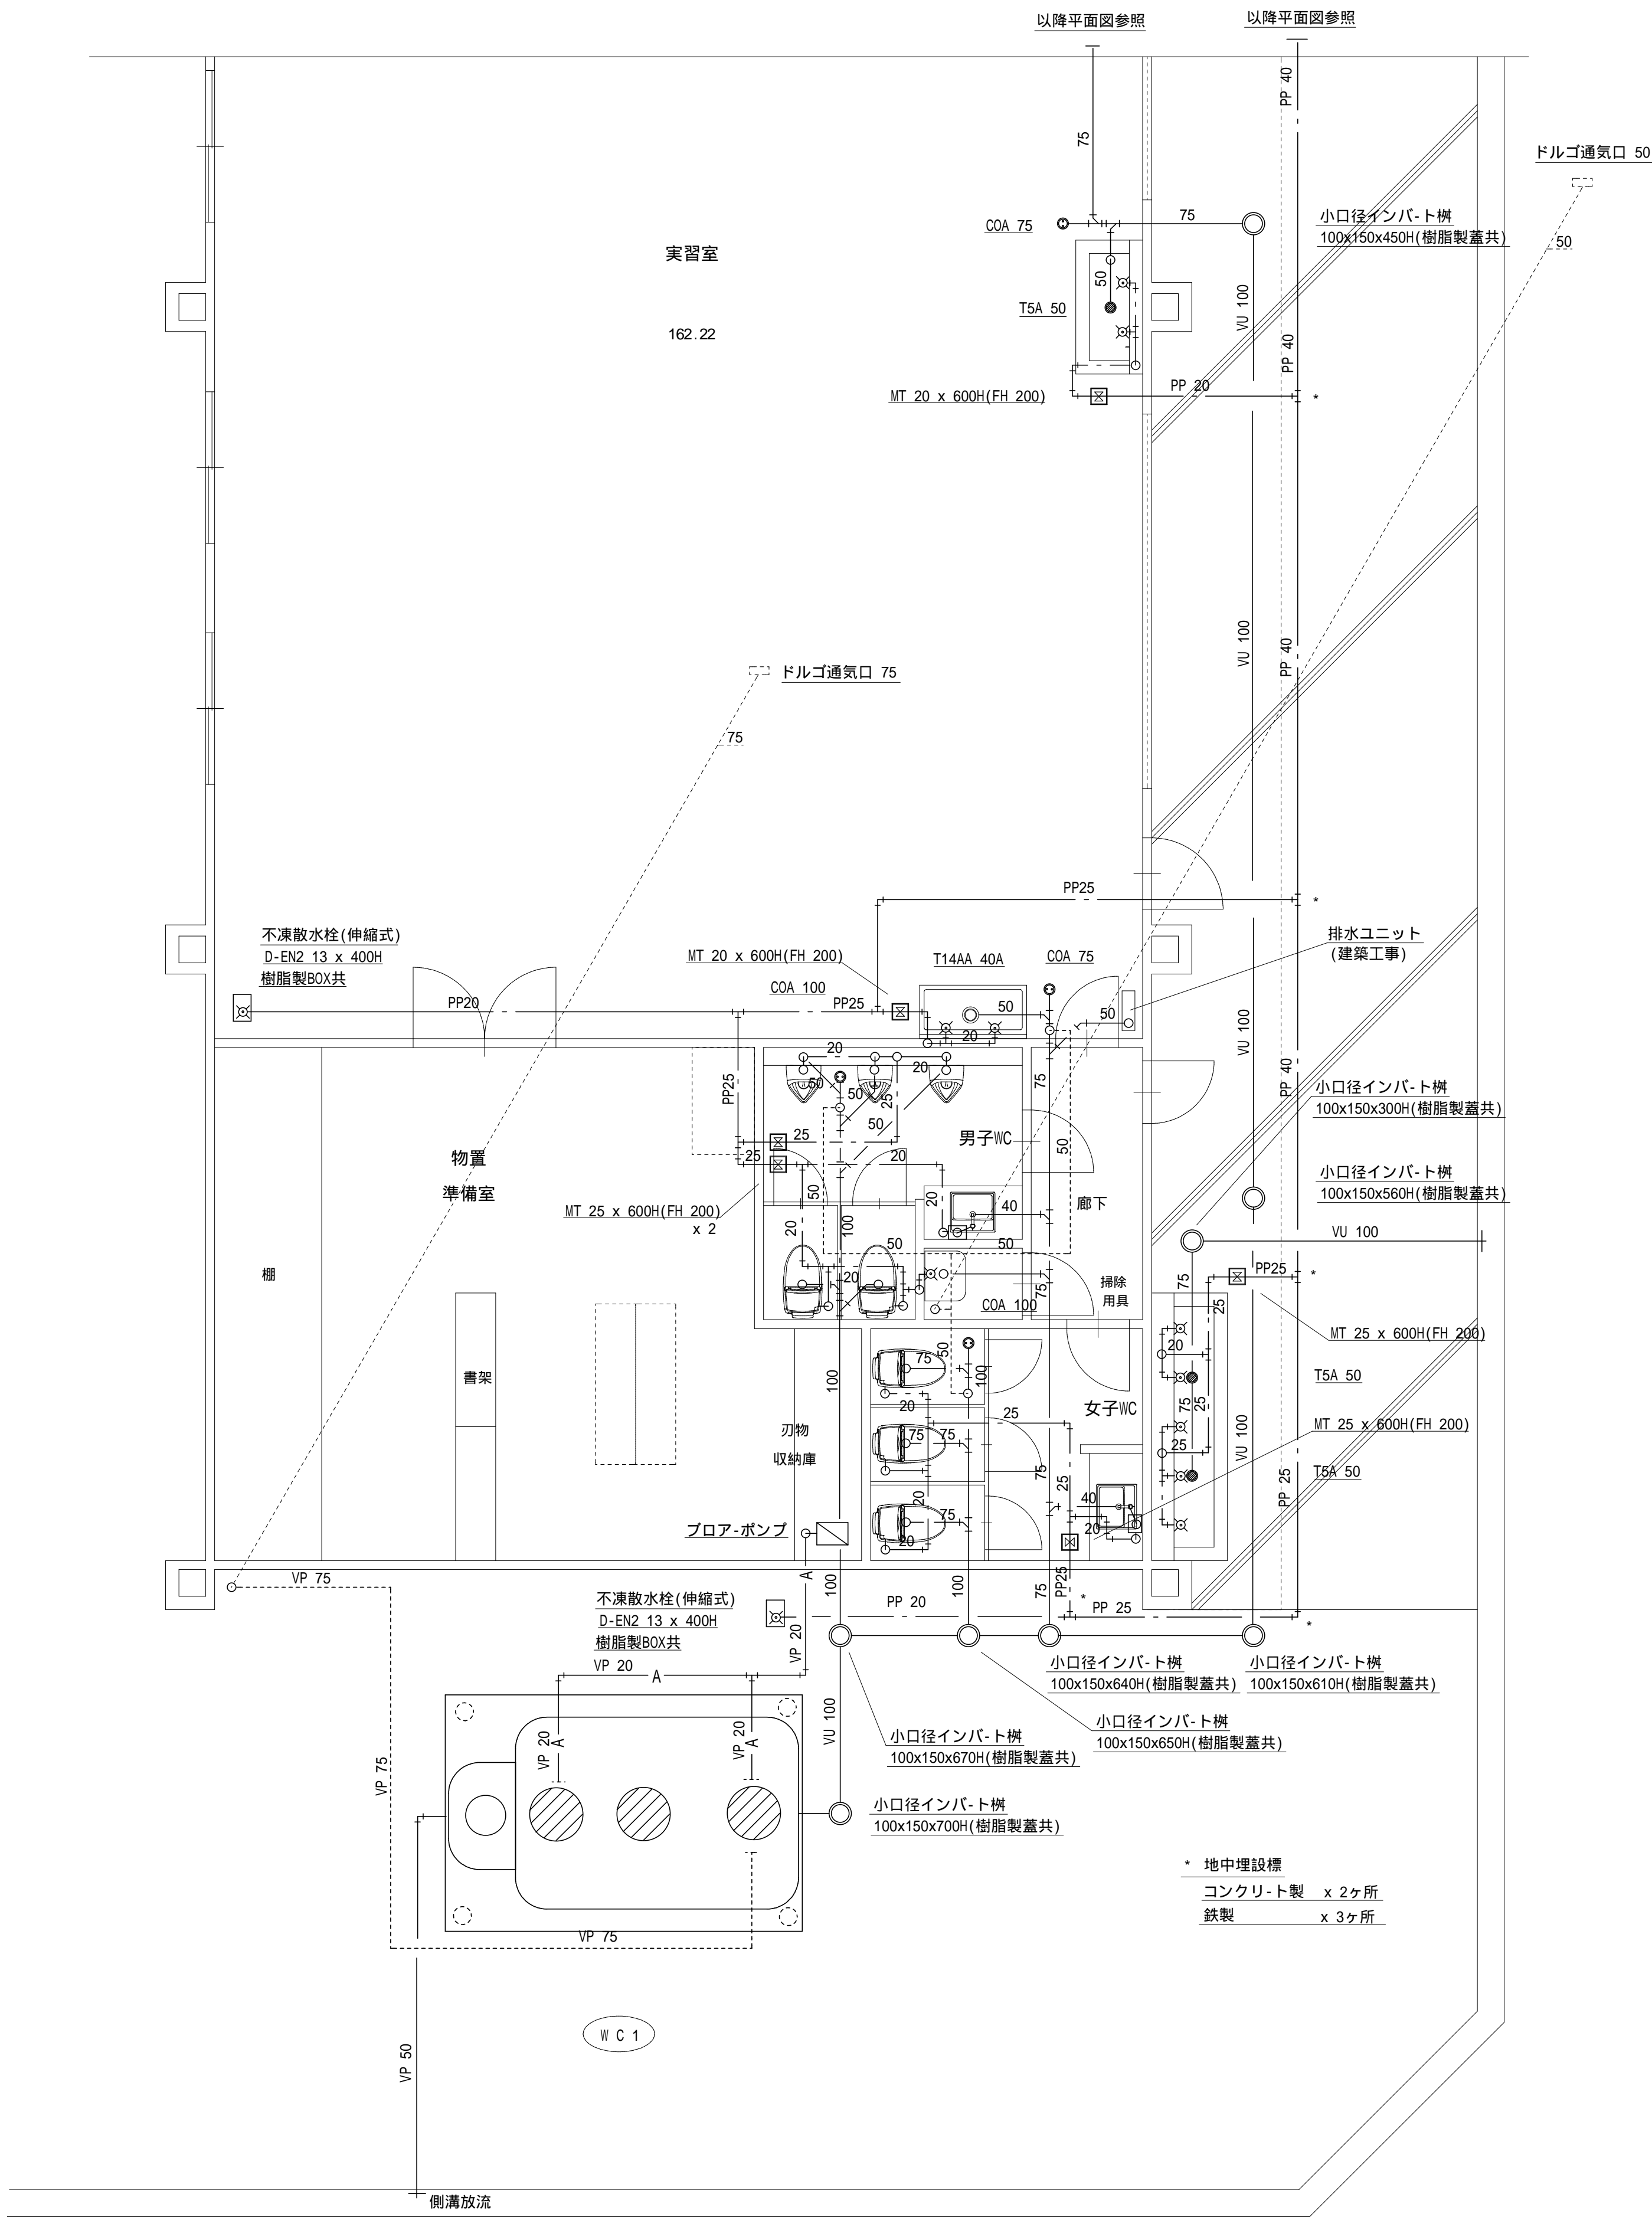 以降平面図参照
以降平面図参照
PP 40
75
ドルゴ通気口 50
50
COA 75
75
小口径インバ-ト桝
100x150x450H(樹脂製蓋共)
実習室
162.22
50
T5A 50
VU 100
PP 40
MT 20 x 600H(FH 200)
PP 20
*
VU 100
PP 40
ドルゴ通気口 75
75
PP25
*
不凍散水栓(伸縮式)
D-EN2 13 x 400H
樹脂製BOX共
MT 20 x 600H(FH 200)
T14AA 40A
COA 75
排水ユニット
(建築工事)
COA 100
PP20
PP25
50
50
20
VU 100
PP 40
20
20
50
50
25
50
PP25
75
小口径インバ-ト桝
100x150x300H(樹脂製蓋共)
25
25
20
男子WC
50
物置
準備室
50
小口径インバ-ト桝
100x150x560H(樹脂製蓋共)
MT 25 x 600H(FH 200)
x 2
20
100
20
40
廊下
VU 100
棚
50
50
20
75
COA 100
掃除
用具
75
PP25
*
25
MT 25 x 600H(FH 200)
20
書架
100
75
50
100
T5A 50
20
25
女子WC
75
25
MT 25 x 600H(FH 200)
刃物
収納庫
75
75
25
VU 100
T5A 50
20
75
25
75
40
20
PP 25
ブロア-ポンプ
20
VP 75
A
100
100
75
PP25
*
不凍散水栓(伸縮式)
D-EN2 13 x 400H
樹脂製BOX共
PP 20
PP 25
*
VP 20
VP 20
A
小口径インバ-ト桝
100x150x640H(樹脂製蓋共)
小口径インバ-ト桝
100x150x610H(樹脂製蓋共)
VP 20
A
VP 20
A
VU 100
小口径インバ-ト桝
100x150x670H(樹脂製蓋共)
小口径インバ-ト桝
100x150x650H(樹脂製蓋共)
VP 75
小口径インバ-ト桝
100x150x700H(樹脂製蓋共)
* 地中埋設標
コンクリ-ト製 x 2ヶ所
鉄製 x 3ヶ所
VP 75
W C 1
VP 50
側溝放流